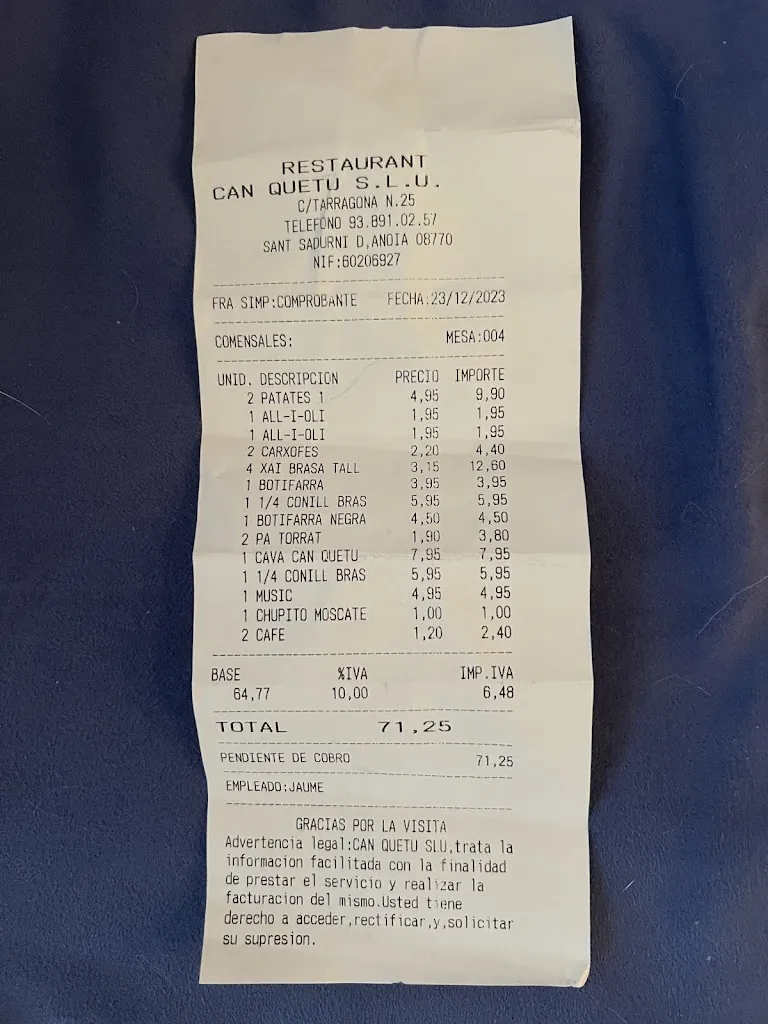 RESTAURANT
CAN QUETU S.L.U.
C/TARRAGONA N.25
TELEFONO 93.891.02.57
SANT SADURNI D,ANOIA 08770
NIF:60206927
FRA SIMP:COMPROBANTE FECHA:23/12/2023
COMENSALES: MESA:004
UNID. DESCRIPCION PRECIO IMPORTE
2 PATATES 1 4,95 9,90
1 ALL-I-OLI 1,95 1,95
1 ALL-I-OLI 1,95 1,95
2 CARXOFES 2,20 4,40
4 XAI BRASA TALL 3,15 12,60
1 BOTIFARRA 3,95 3,95
1 1/4 CONILL BRAS 5,95 5,95
1 BOTIFARRA NEGRA 4,50 4,50
2 PA TORRAT 1,90 3,80
1 CAVA CAN QUETU 7,95 7,95
1 1/4 CONILL BRAS 5,95 5,95
1 MUSIC 4,95 4,95
1 CHUPITO MOSCATE 1,00 1,00
2 CAFE 1,20 2,40
BASE %IVA IMP.IVA
64,77 10,00 6,48
TOTAL 71,25
PENDIENTE DE COBRO 71,25
EMPLEADO:JAUME
GRACIAS POR LA VISITA
Advertencia legal:CAN QUETU SLU,trata la
informacion facilitada con la finalidad
de prestar el servicio y realizar la
facturacion del mismo.Usted tiene
derecho a acceder,rectificar,y,solicitar
su supresion.